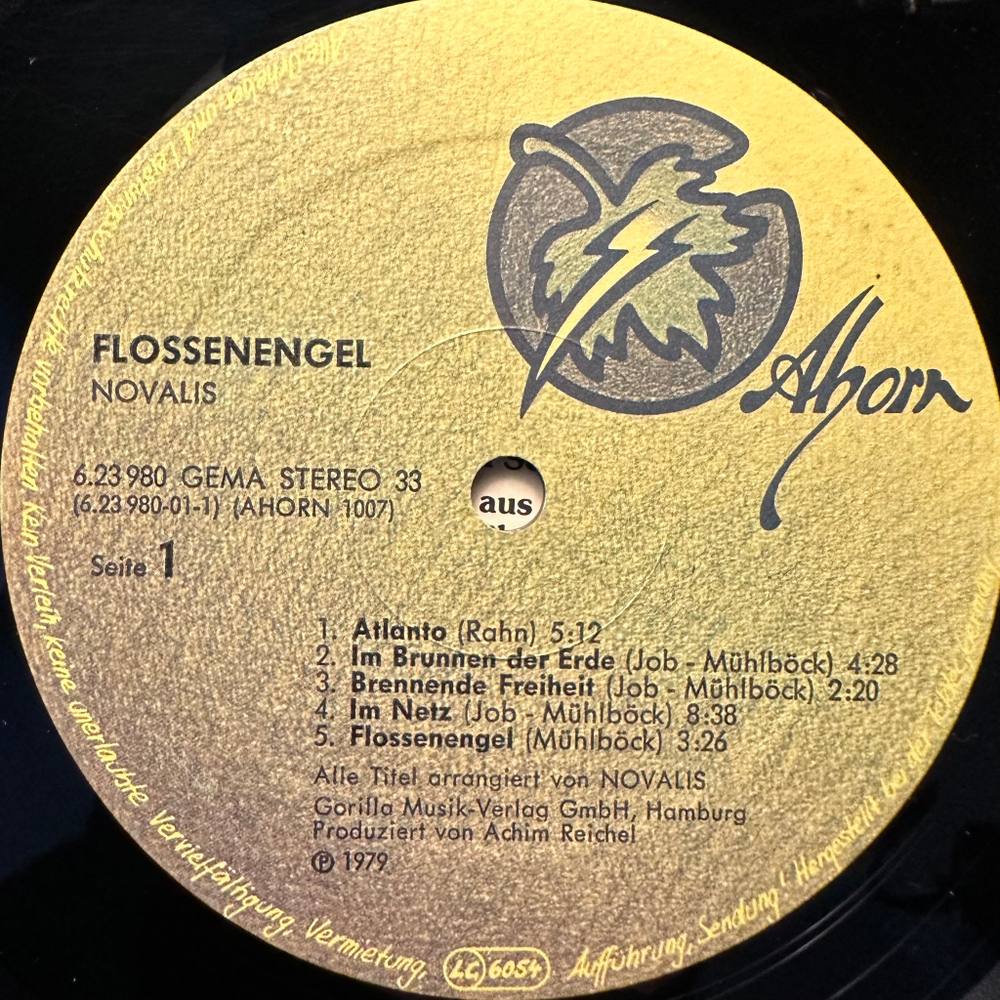 Ahorn
FLOSSENENGEL
NOVALIS
6.23 980 GEMA STEREO 33
(6.23 980-01-1) (AHORN 1007)
aus
Seite 1
1. Atlanto (Rahn) 5:12
2. Im Brunnen der Erde (Job - Mühlböck) 4:28
3. Brennende Freiheit (Job - Mühlböck) 2:20
4. Im Netz (Job - Mühlböck) 8:38
5. Flossenengel (Mühlböck) 3:26
Alle Titel arrangiert von NOVALIS
Gorilla Musik-Verlag GmbH, Hamburg
Produziert von Achim Reichel
℗ 1979
Alle Urheber und Leistungsschutzrechte vorbehalten Kein Verleih, keine unerlaubte Vervielfältigung, Vermietung, Aufführung, Sendung! Hergestellt bei der
LC 6054